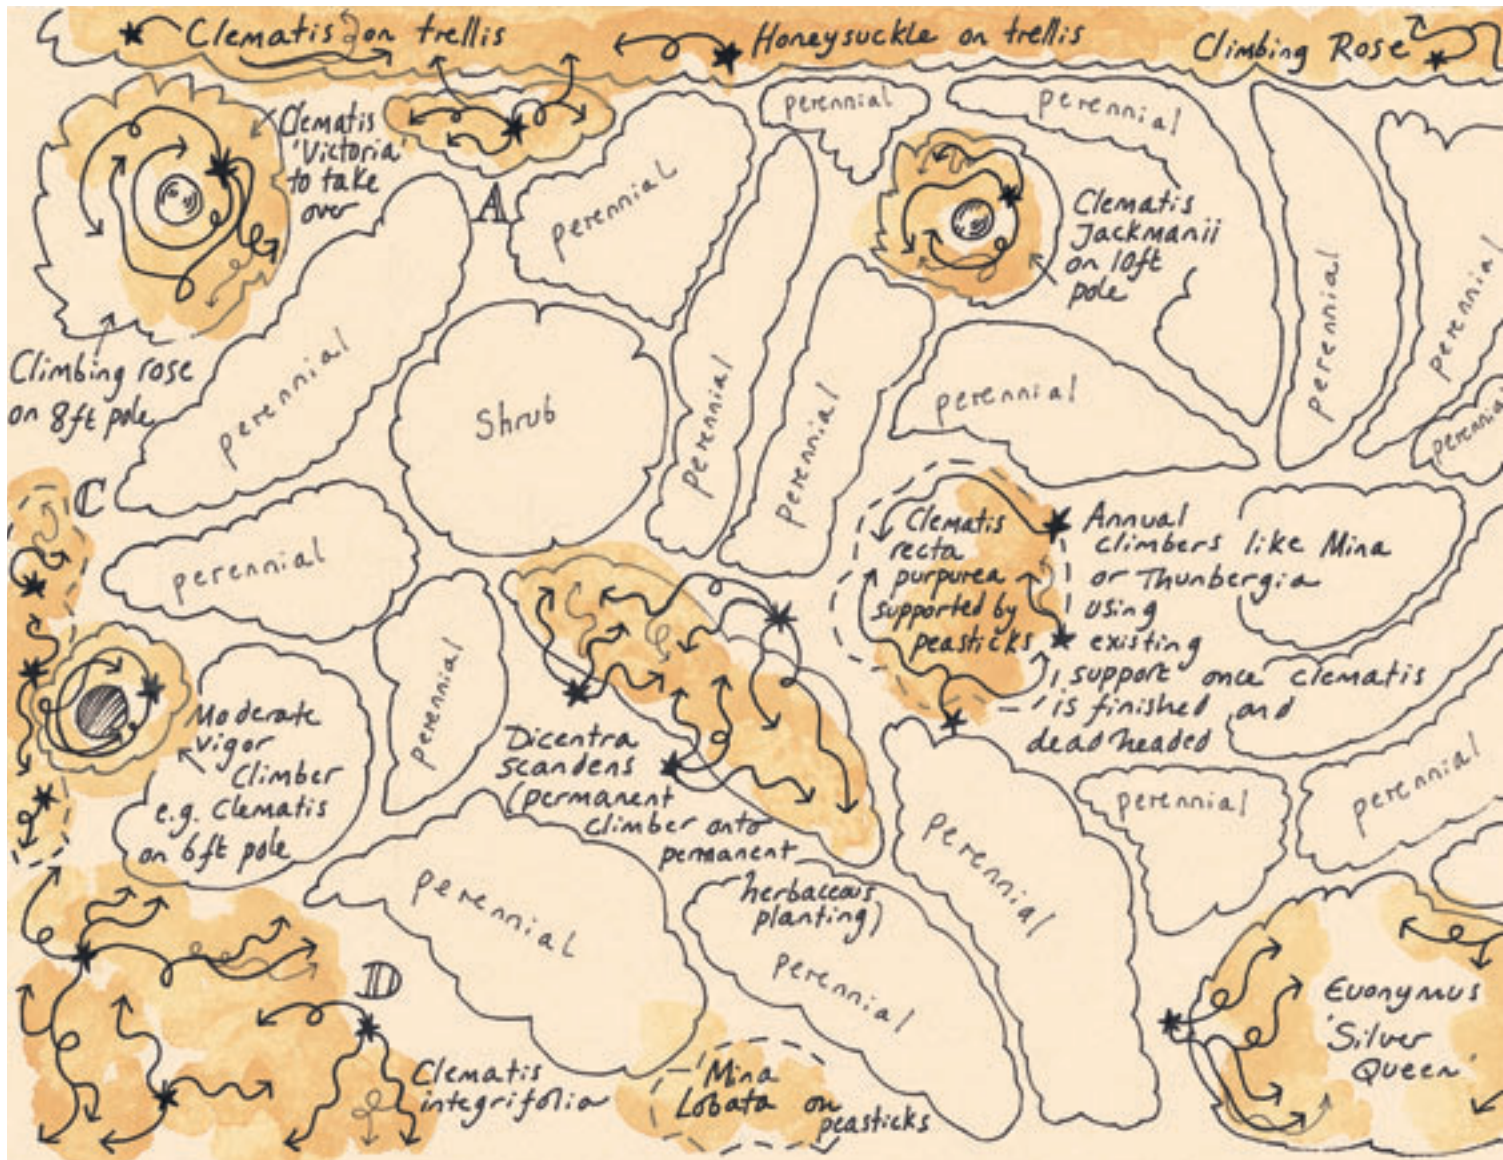 Clematis on trellis
Honeysuckle on trellis
Climbing Rose
Clematis
'Victoria'
to take
over
A
perennial
perennial
perennial
Clematis
Jackmanii
on 10ft
pole
perennial
perennial
Climbing rose
on 8ft pole
perennial
Shrub
perennial
perennial
perennial
perennial
C
perennial
Clematis
recta
purpurea
supported by
peasticks
Annual
climbers like Mina
or Thunbergia
using
existing
support once clematis
is finished and
deadheaded
perennial
Moderate
vigor
Climber
e.g. Clematis
on 6ft pole
Dicentra
scandens
(permanent
climber onto
permanent
herbaceous
planting)
perennial
perennial
perennial
perennial
perennial
D
Clematis
integrifolia
Mina
Lobata on
peasticks
Euonymus
'Silver
Queen'